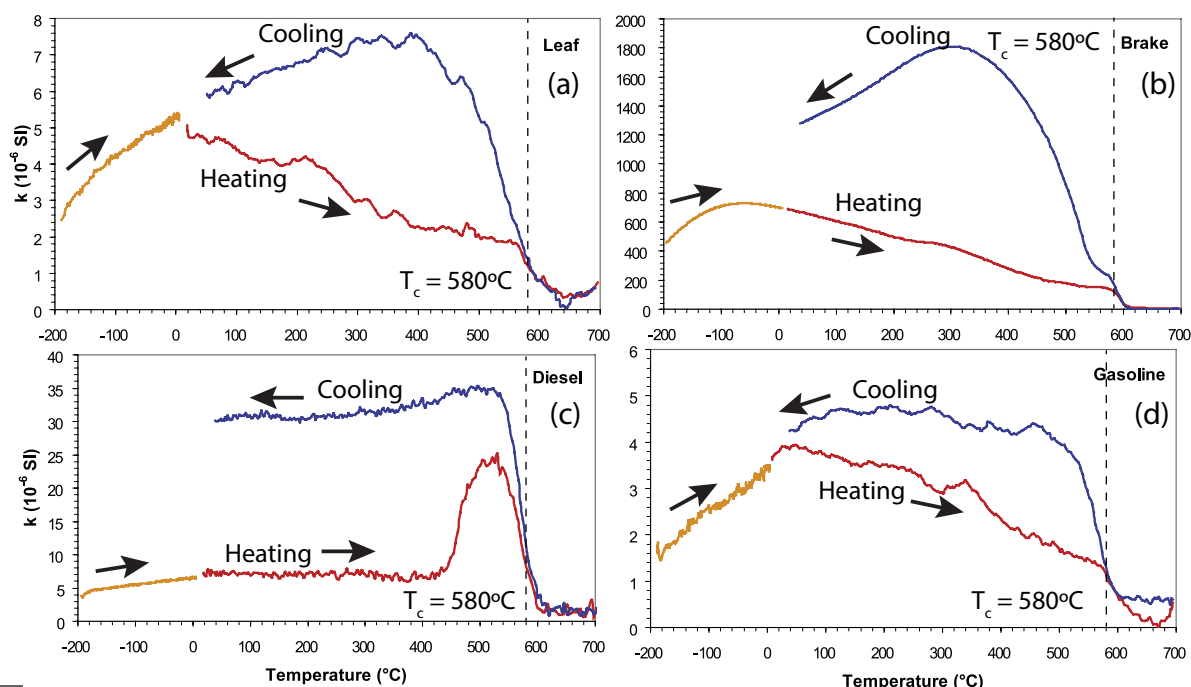 8
7
6
5
4
3
2
1
0
k (10⁻⁶ SI)
-200 -100 0 100 200 300 400 500 600 700
Cooling
Leaf
(a)
Heating
T_c = 580ºC
2000
1800
1600
1400
1200
1000
800
600
400
200
0
-200 -100 0 100 200 300 400 500 600 700
Cooling
T_c = 580ºC
Brake
(b)
Heating
40
35
30
25
20
15
10
5
0
k (10⁻⁶ SI)
-200 -100 0 100 200 300 400 500 600 700
Temperature (°C)
Cooling
Diesel
(c)
Heating
T_c = 580ºC
6
5
4
3
2
1
0
-200 -100 0 100 200 300 400 500 600 700
Temperature (°C)
Cooling
Gasoline
(d)
Heating
T_c = 580ºC